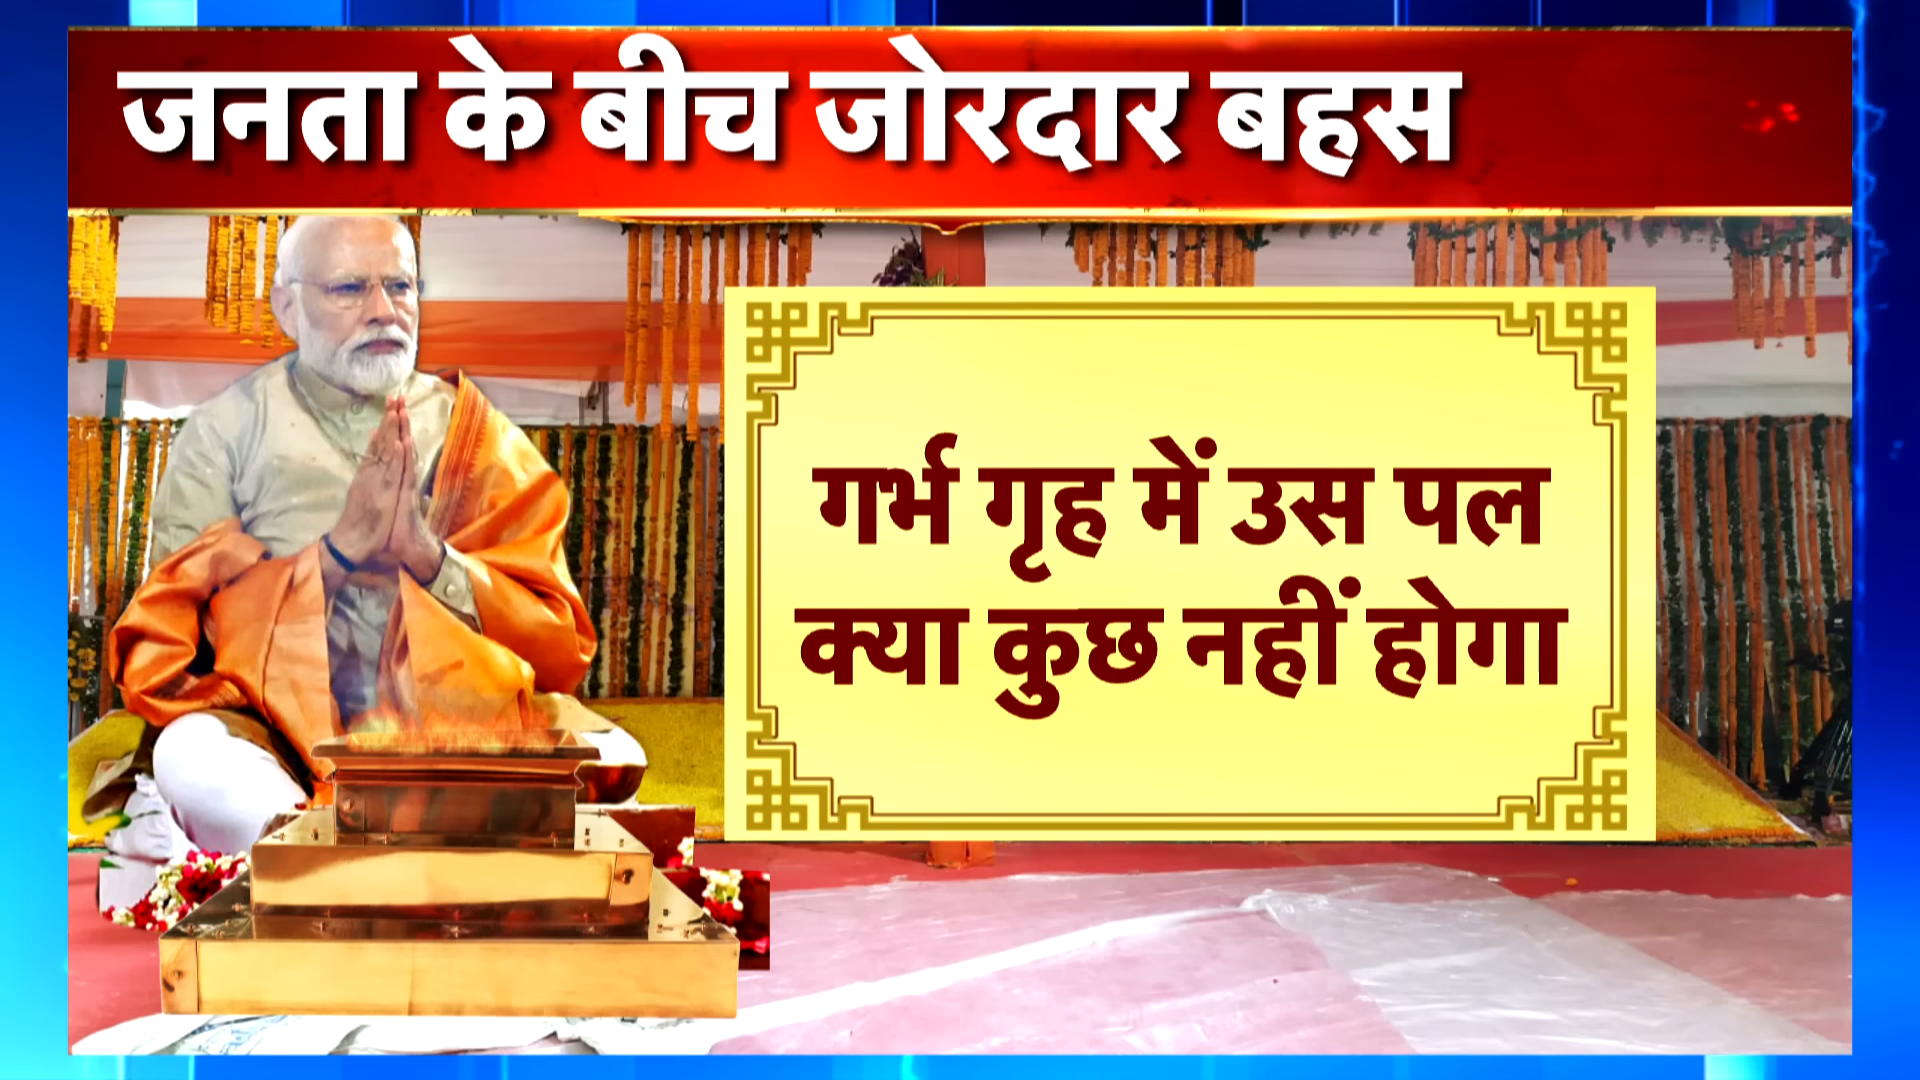 जनता के बीच जोरदार बहस
गर्भ गृह में उस पल
क्या कुछ नहीं होगा